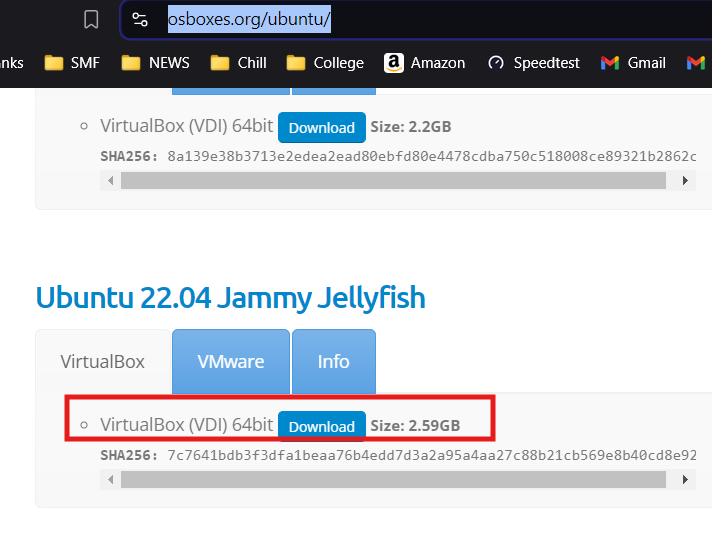 osboxes.org/ubuntu/
nks SMF NEWS Chill College Amazon Speedtest Gmail
VirtualBox (VDI) 64bit Download Size: 2.2GB
SHA256: 8a139e38b3713e2edea2ead80ebfd80e4478cdba750c518008ce89321b2862c
Ubuntu 22.04 Jammy Jellyfish
VirtualBox VMware Info
VirtualBox (VDI) 64bit Download Size: 2.59GB
SHA256: 7c7641bdb3f3dfa1beaa76b4edd7d3a2a95a4aa27c88b21cb569e8b40cd8e92